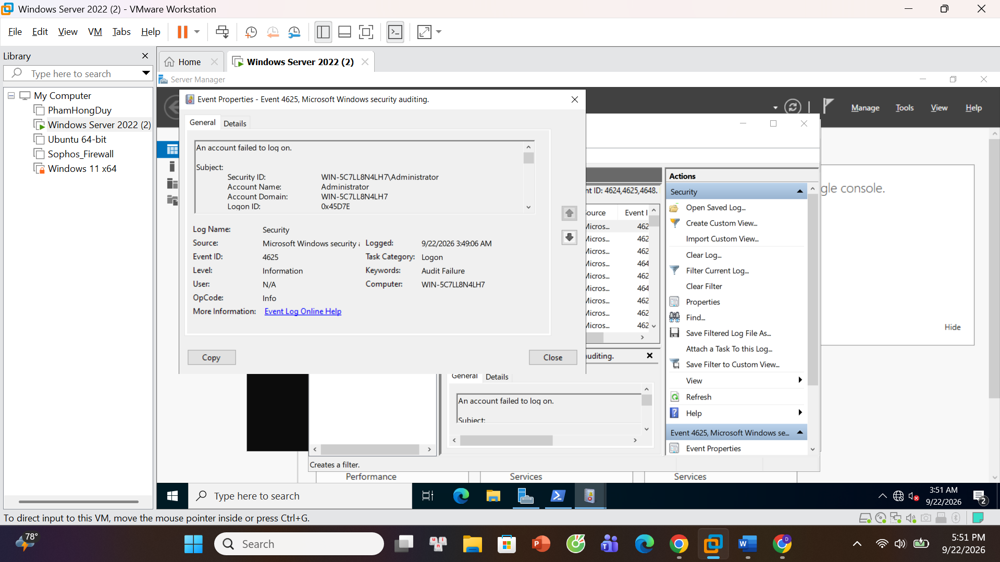 Windows Server 2022 (2) - VMware Workstation
File Edit View VM Tabs Help
Library
Type here to search
My Computer
PhamHongDuy
Windows Server 2022 (2)
Ubuntu 64-bit
Sophos_Firewall
Windows 11 x64
Home
Windows Server 2022 (2)
Server Manager
Manage Tools View Help
Event Properties - Event 4625, Microsoft Windows security auditing.
General Details
An account failed to log on.
Subject:
Security ID: WIN-5C7LL8N4LH7\Administrator
Account Name: Administrator
Account Domain: WIN-5C7LL8N4LH7
Logon ID: 0x45D7E
Log Name: Security
Source: Microsoft Windows security a Logged: 9/22/2026 3:49:06 AM
Event ID: 4625 Task Category: Logon
Level: Information Keywords: Audit Failure
User: N/A Computer: WIN-5C7LL8N4LH7
OpCode: Info
More Information: Event Log Online Help
Copy Close
nt ID: 4624,4625,4648.
ource Event I
Micros... 462
Micros... 462
Micros... 462
Micros... 464
Micros... 462
Micros... 464
Micros... 462
Micros... 462
Micros... 462
uditing.
General Details
An account failed to log on.
Subject:
Actions
Security
Open Saved Log...
Create Custom View...
Import Custom View...
Clear Log...
Filter Current Log...
Clear Filter
Properties
Find...
Save Filtered Log File As...
Attach a Task To this Log...
Save Filter to Custom View...
View
Refresh
Help
Event 4625, Microsoft Windows se...
Event Properties
gle console.
Hide
Creates a filter.
Performance Services Services
Type here to search
3:51 AM
9/22/2026
2
To direct input to this VM, move the mouse pointer inside or press Ctrl+G.
78°
Search
5:51 PM
9/22/2026